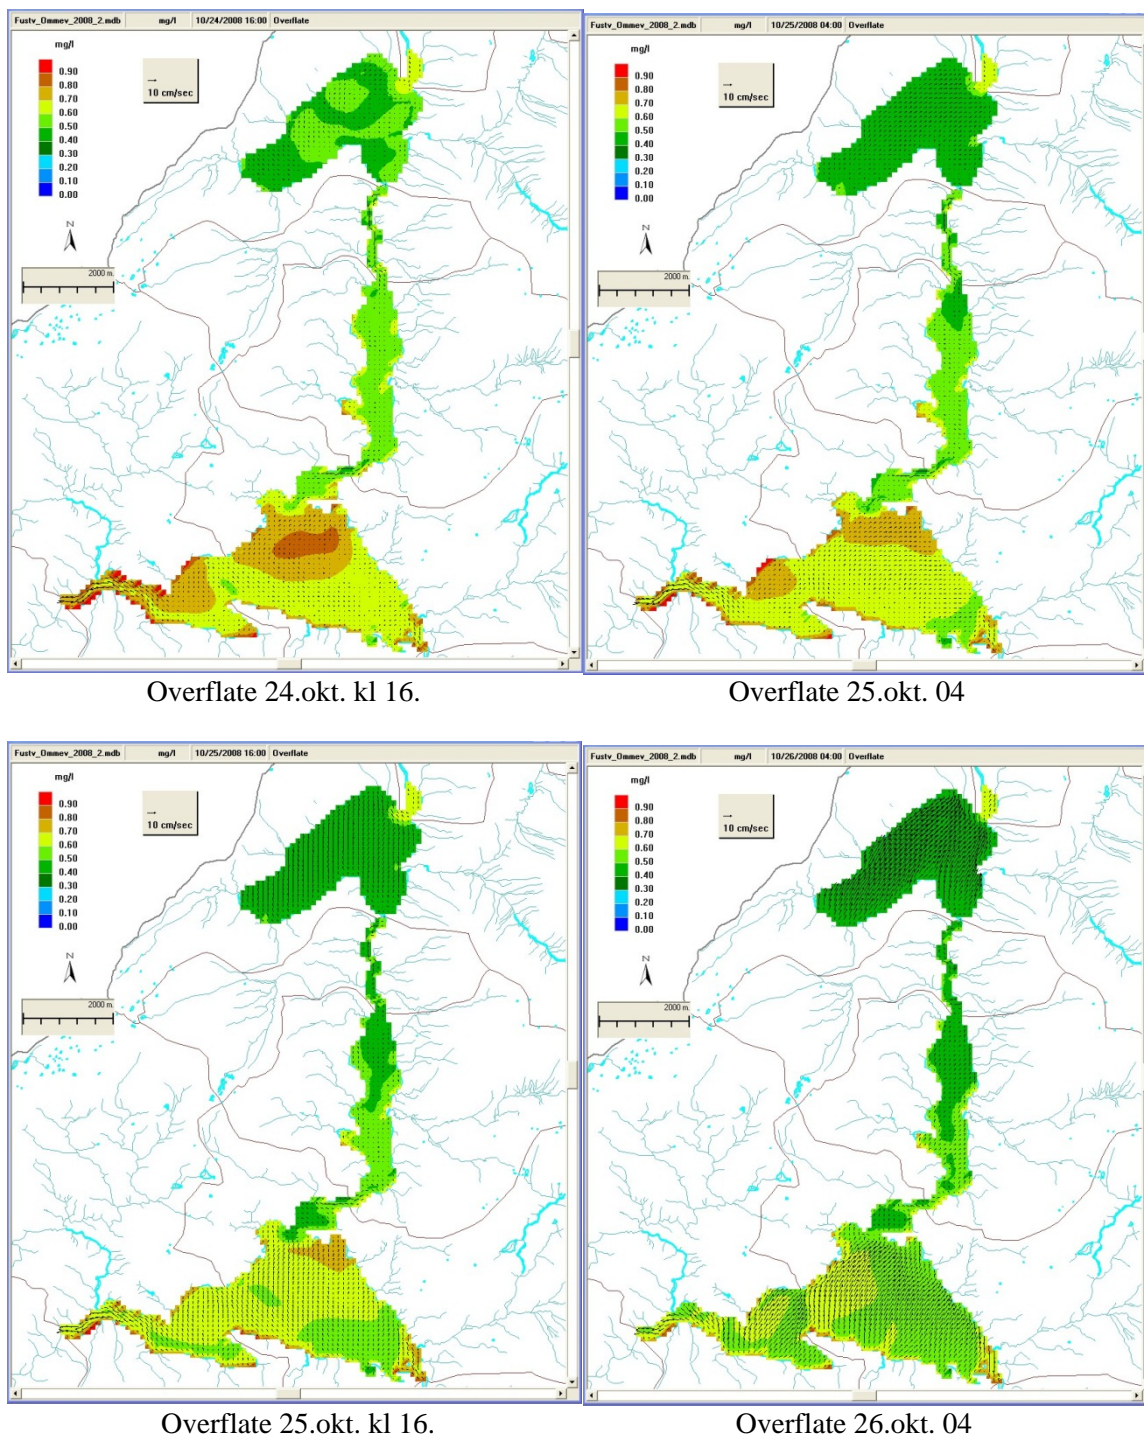 Fustv_Ommev_2008_2.mdb mg/l 10/24/2008 16:00 Overflate
mg/l
0.90
0.80
0.70
0.60
0.50
0.40
0.30
0.20
0.10
0.00
10 cm/sec
N
2000 m.
Fustv_Ommev_2008_2.mdb mg/l 10/25/2008 04:00 Overflate
mg/l
0.90
0.80
0.70
0.60
0.50
0.40
0.30
0.20
0.10
0.00
10 cm/sec
N
2000 m.
Overflate 24.okt. kl 16.
Overflate 25.okt. 04
Fustv_Ommev_2008_2.mdb mg/l 10/25/2008 16:00 Overflate
mg/l
0.90
0.80
0.70
0.60
0.50
0.40
0.30
0.20
0.10
0.00
10 cm/sec
N
2000 m.
Fustv_Ommev_2008_2.mdb mg/l 10/26/2008 04:00 Overflate
mg/l
0.90
0.80
0.70
0.60
0.50
0.40
0.30
0.20
0.10
0.00
10 cm/sec
N
2000 m.
Overflate 25.okt. kl 16.
Overflate 26.okt. 04